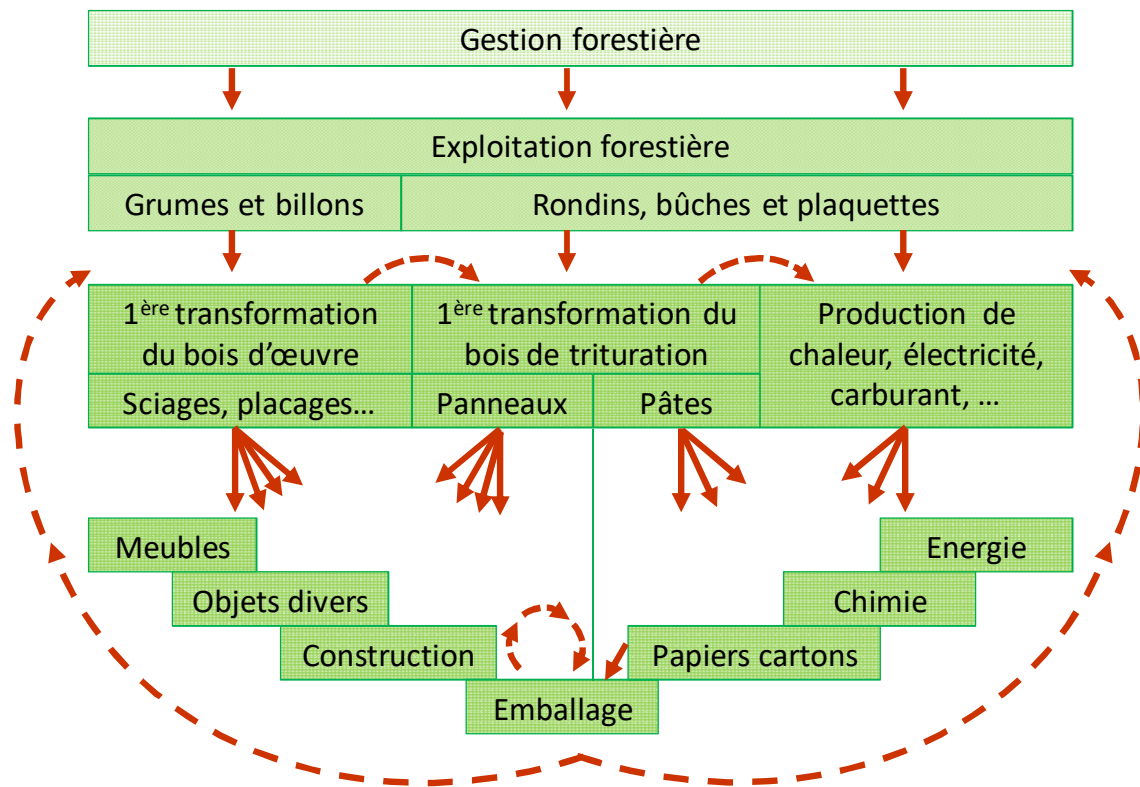 Gestion forestière
Exploitation forestière
Grumes et billons
Rondins, bûches et plaquettes
1ère transformation
du bois d’œuvre
1ère transformation du
bois de trituration
Production de
chaleur, électricité,
carburant, …
Sciages, placages…
Panneaux
Pâtes
Meubles
Energie
Objets divers
Chimie
Construction
Papiers cartons
Emballage